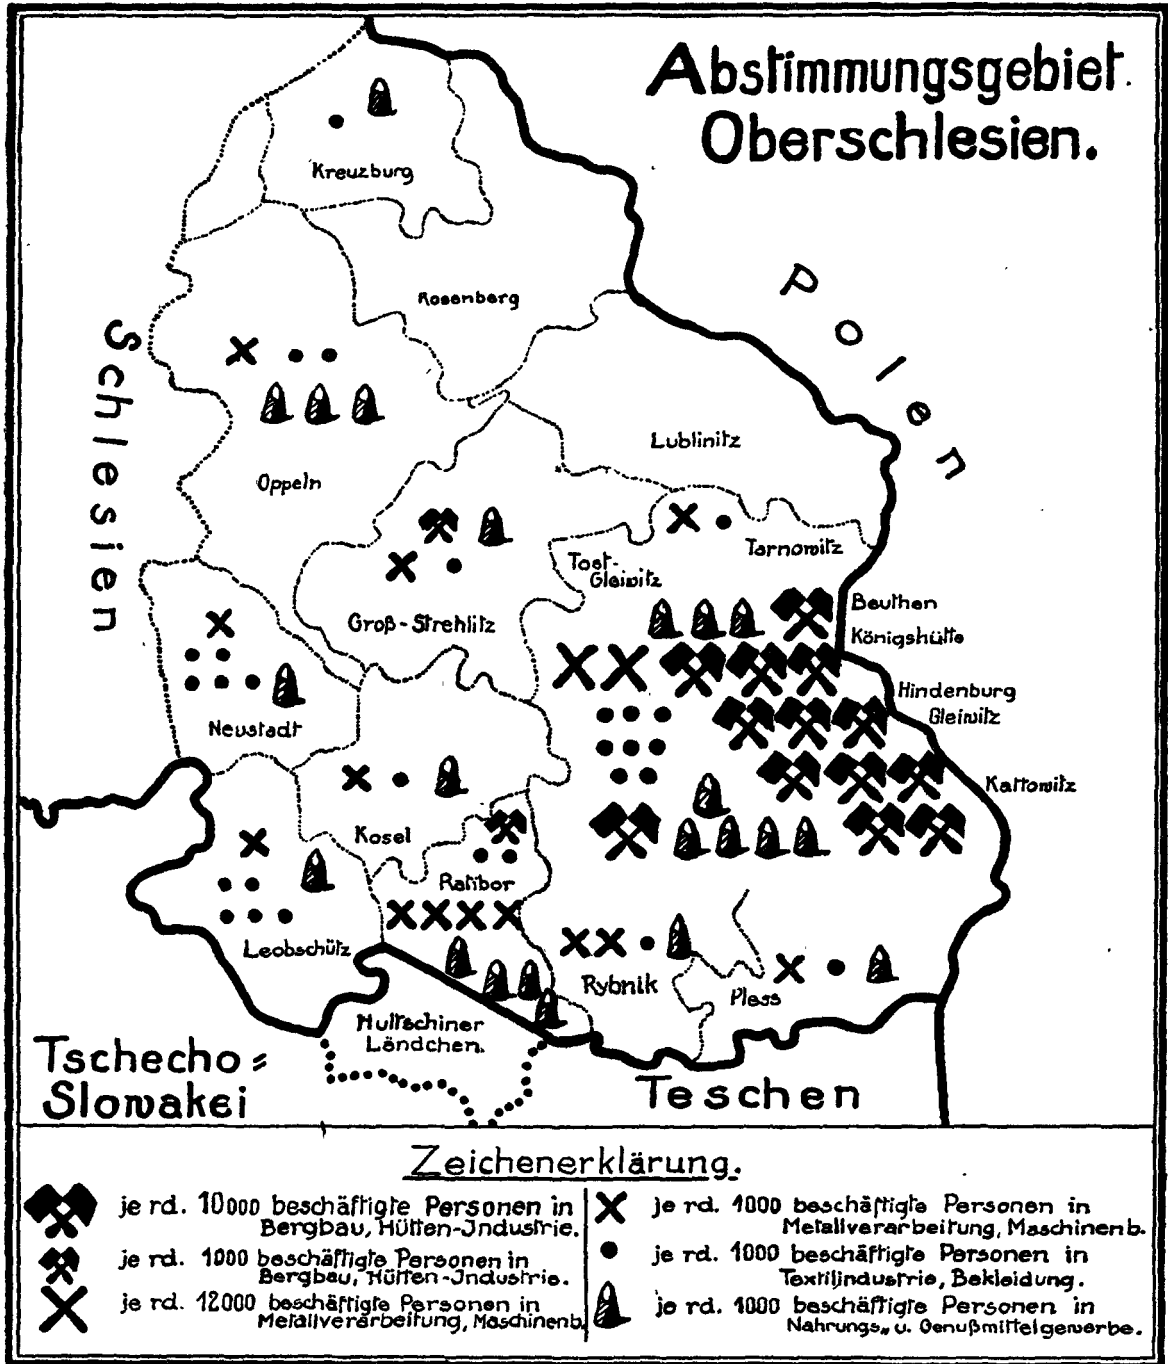 Abstimmungsgebiet
Oberschlesien.
Kreuzburg
Rosenberg
Polen
Schlesien
Lublinitz
Oppeln
Tarnowitz
Tost-
Gleiwitz
Beuthen
Groß-Strehlitz
Königshütte
Hindenburg
Gleiwitz
Neustadt
Kattowitz
Kosel
Ratibor
Leobschütz
Rybnik
Pless
Hultschiner
Ländchen.
Tschecho=
Slowakei
Teschen
Zeichenerklärung.
je rd. 10000 beschäftigte Personen in
Bergbau, Hütten-Jndustrie.
je rd. 1000 beschäftigte Personen in
Bergbau, Hütten-Jndustrie.
je rd. 12000 beschäftigte Personen in
Metallverarbeitung, Maschinenb.
je rd. 1000 beschäftigte Personen in
Metallverarbeitung, Maschinenb.
je rd. 1000 beschäftigte Personen in
Textilindustrie, Bekleidung.
je rd. 1000 beschäftigte Personen in
Nahrungs„ u. Genußmittelgewerbe.